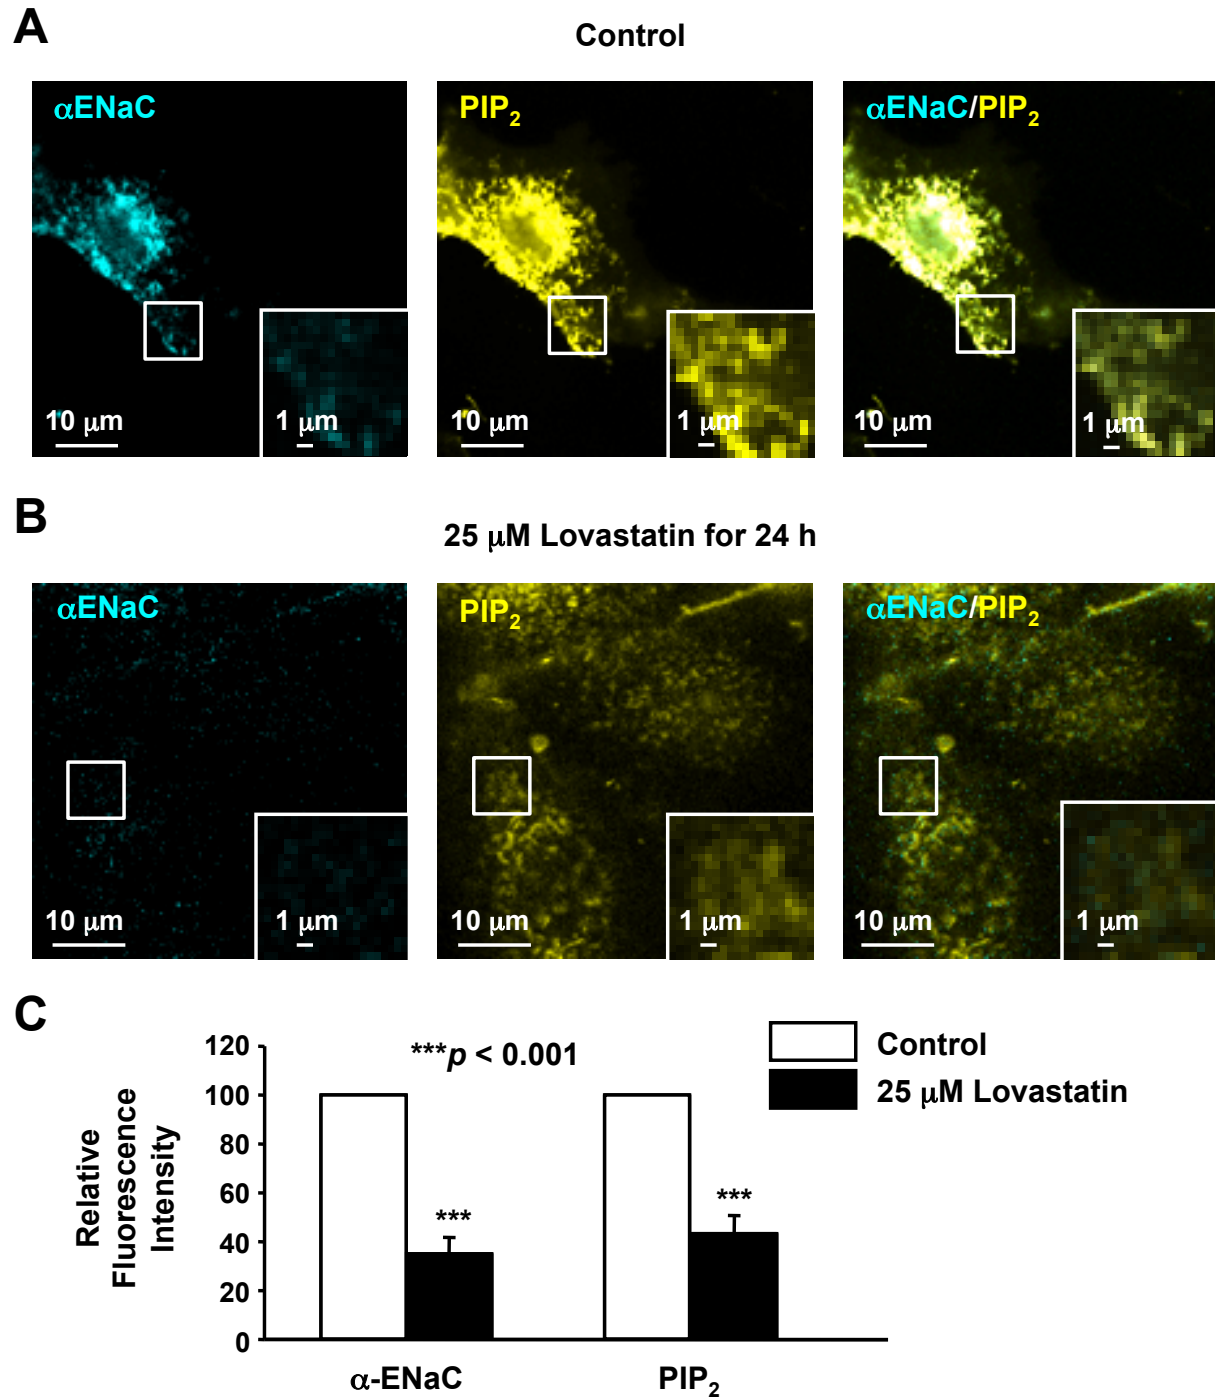 A
Control
αENaC
PIP₂
αENaC/PIP₂
10 μm
1 μm
10 μm
1 μm
10 μm
1 μm
B
25 μM Lovastatin for 24 h
αENaC
PIP₂
αENaC/PIP₂
10 μm
1 μm
10 μm
1 μm
10 μm
1 μm
C
Relative
Fluorescence
Intensity
120
100
80
60
40
20
0
***p < 0.001
***
***
Control
25 μM Lovastatin
α-ENaC
PIP₂